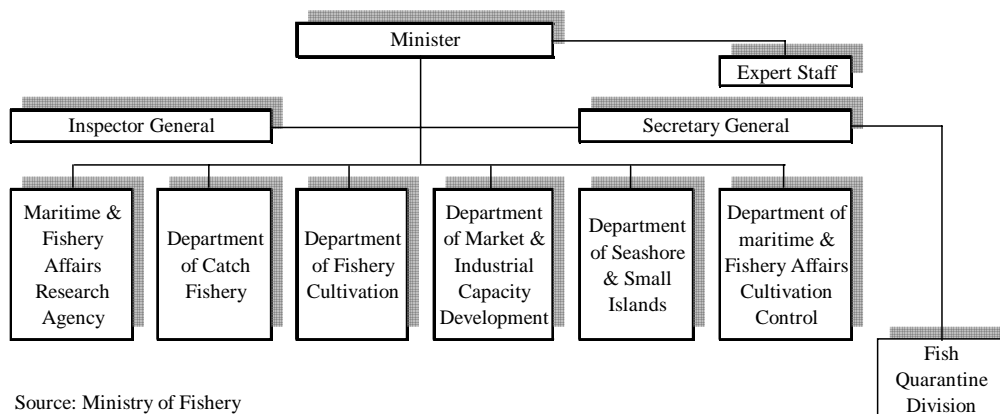 Minister
Expert Staff
Inspector General
Secretary General
Maritime &
Fishery
Affairs
Research
Agency
Department
of Catch
Fishery
Department
of Fishery
Cultivation
Department
of Market &
Industrial
Capacity
Development
Department
of Seashore
& Small
Islands
Department of
maritime &
Fishery Affairs
Cultivation
Control
Fish
Quarantine
Division
Source: Ministry of Fishery